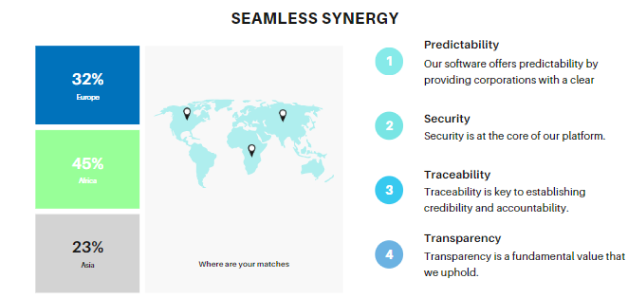 SEAMLESS SYNERGY
32%
Europe
45%
Africa
23%
Asia
Where are your matches
1
Predictability
Our software offers predictability by
providing corporations with a clear
2
Security
Security is at the core of our platform.
3
Traceability
Traceability is key to establishing
credibility and accountability.
4
Transparency
Transparency is a fundamental value that
we uphold.